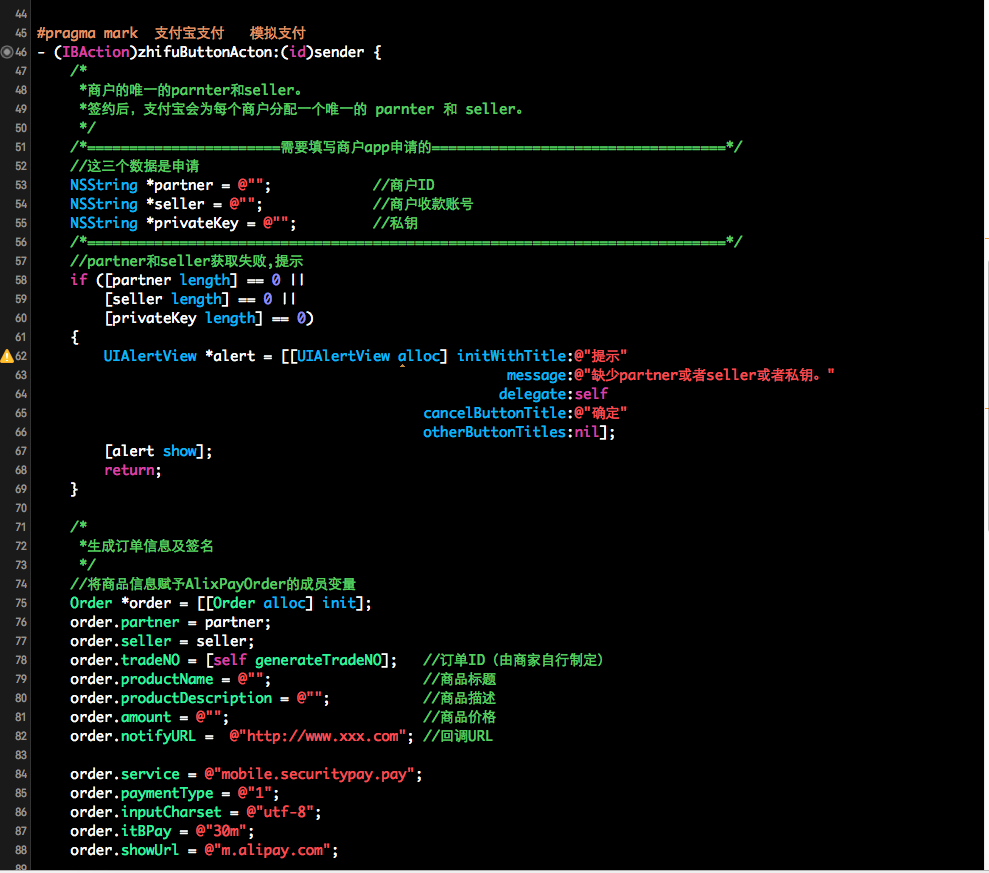 44
45 #pragma mark  支付宝支付   模拟支付
46 - (IBAction)zhifuButtonActon:(id)sender {
47     /*
48      *商户的唯一的parnter和seller。
49      *签约后，支付宝会为每个商户分配一个唯一的 parnter 和 seller。
50      */
51     /*=======================需要填写商户app申请的===================================*/
52     //这三个数据是申请
53     NSString *partner = @"";            //商户ID
54     NSString *seller = @"";             //商户收款账号
55     NSString *privateKey = @"";         //私钥
56     /*============================================================================*/
57     //partner和seller获取失败,提示
58     if ([partner length] == 0 ||
59         [seller length] == 0 ||
60         [privateKey length] == 0)
61     {
62         UIAlertView *alert = [[UIAlertView alloc] initWithTitle:@"提示"
63                                                         message:@"缺少partner或者seller或者私钥。"
64                                                        delegate:self
65                                               cancelButtonTitle:@"确定"
66                                               otherButtonTitles:nil];
67         [alert show];
68         return;
69     }
70
71     /*
72      *生成订单信息及签名
73      */
74     //将商品信息赋予AlixPayOrder的成员变量
75     Order *order = [[Order alloc] init];
76     order.partner = partner;
77     order.seller = seller;
78     order.tradeNO = [self generateTradeNO];   //订单ID（由商家自行制定）
79     order.productName = @"";                  //商品标题
80     order.productDescription = @"";           //商品描述
81     order.amount = @"";                       //商品价格
82     order.notifyURL =  @"http://www.xxx.com"; //回调URL
83
84     order.service = @"mobile.securitypay.pay";
85     order.paymentType = @"1";
86     order.inputCharset = @"utf-8";
87     order.itBPay = @"30m";
88     order.showUrl = @"m.alipay.com";
89